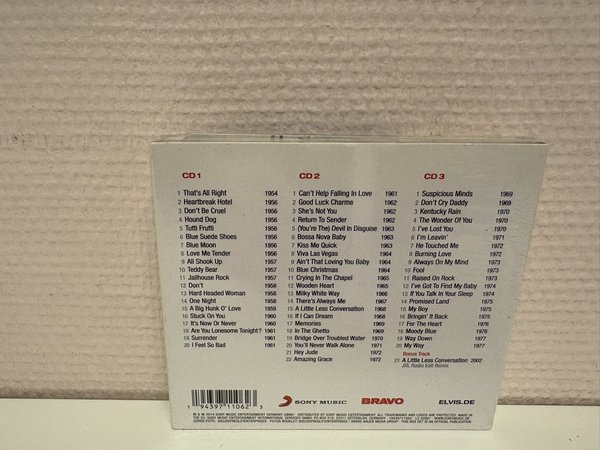 CD 1
1 That's All Right 1954
2 Heartbreak Hotel 1956
3 Don't Be Cruel 1956
4 Hound Dog 1956
5 Tutti Frutti 1956
6 Blue Suede Shoes 1956
7 Blue Moon 1956
8 Love Me Tender 1956
9 All Shook Up 1957
10 Teddy Bear 1957
11 Jailhouse Rock 1957
12 Don't 1958
13 Hard Headed Woman 1958
14 One Night 1958
15 A Big Hunk O' Love 1959
16 Stuck On You 1960
17 It's Now Or Never 1960
18 Are You Lonesome Tonight? 1960
19 Surrender 1961
20 I Feel So Bad 1961
CD 2
1 Can't Help Falling In Love 1961
2 Good Luck Charme 1962
3 She's Not You 1962
4 Return To Sender 1962
5 (You're The) Devil In Disguise 1963
6 Bossa Nova Baby 1963
7 Kiss Me Quick 1963
8 Viva Las Vegas 1964
9 Ain't That Loving You Baby 1964
10 Blue Christmas 1964
11 Crying In The Chapel 1965
12 Wooden Heart 1965
13 Milky White Way 1966
14 There's Always Me 1967
15 A Little Less Conversation 1968
16 If I Can Dream 1968
17 Memories 1969
18 In The Ghetto 1969
19 Bridge Over Troubled Water 1970
20 You'll Never Walk Alone 1971
21 Hey Jude 1972
22 Amazing Grace 1972
CD 3
1 Suspicious Minds 1969
2 Don't Cry Daddy 1969
3 Kentucky Rain 1970
4 The Wonder Of You 1970
5 I've Lost You 1970
6 I'm Leavin' 1971
7 He Touched Me 1972
8 Burning Love 1972
9 Always On My Mind 1973
10 Fool 1973
11 Raised On Rock 1973
12 I've Got To Find My Baby 1974
13 If You Talk In Your Sleep 1974
14 Promised Land 1975
15 My Boy 1975
16 Bringin' It Back 1975
17 For The Heart 1976
18 Moody Blue 1976
19 Way Down 1977
20 My Way 1977
Bonus Track
21 A Little Less Conversation 2002
JXL Radio Edit Remix
1 94397 11062 3
SONY MUSIC
BRAVO
ELVIS.DE